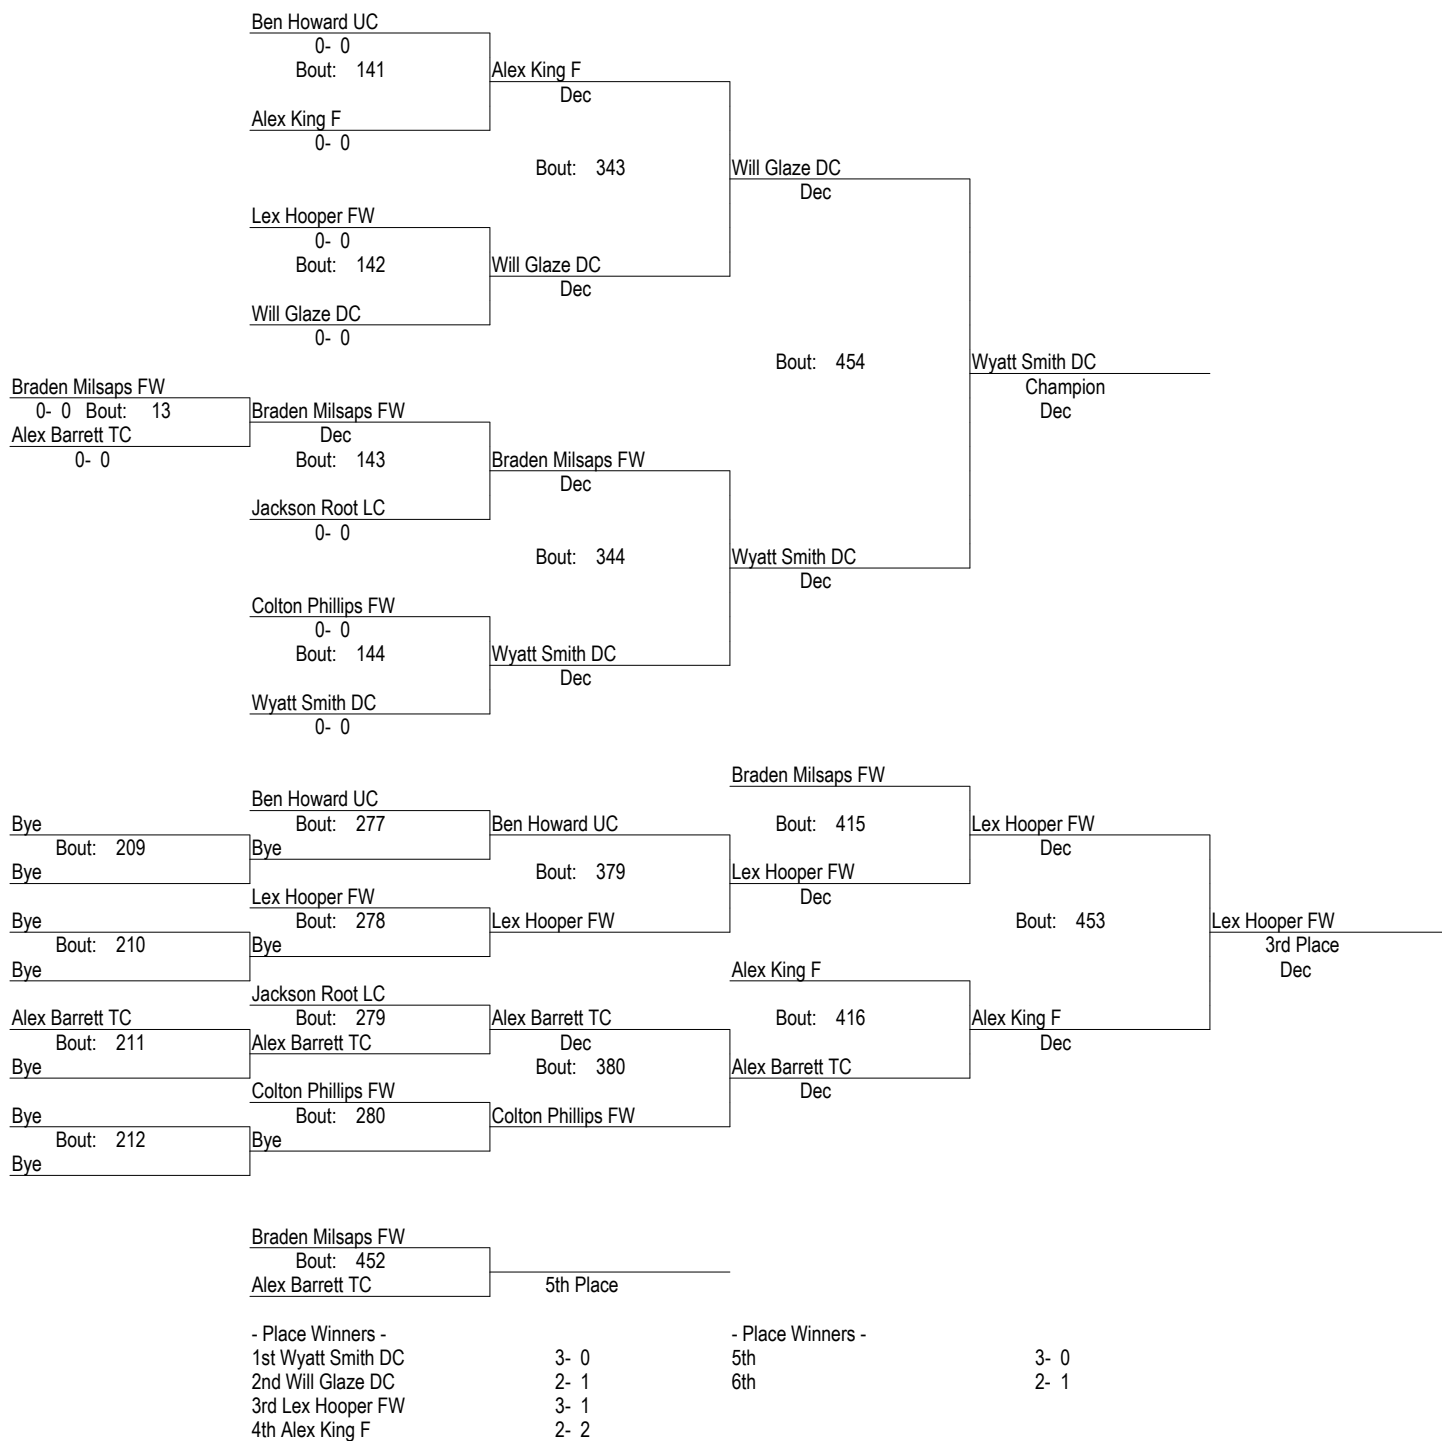 Ben Howard UC
0- 0
Bout: 141
Alex King F
Dec
Alex King F
0- 0
Bout: 343
Will Glaze DC
Dec
Lex Hooper FW
0- 0
Bout: 142
Will Glaze DC
Dec
Will Glaze DC
0- 0
Bout: 454
Wyatt Smith DC
Champion
Dec
Braden Milsaps FW
0- 0 Bout: 13
Alex Barrett TC
0- 0
Braden Milsaps FW
Dec
Bout: 143
Braden Milsaps FW
Dec
Jackson Root LC
0- 0
Bout: 344
Wyatt Smith DC
Dec
Colton Phillips FW
0- 0
Bout: 144
Wyatt Smith DC
Dec
Wyatt Smith DC
0- 0
Braden Milsaps FW
Ben Howard UC
Bye
Bout: 277
Ben Howard UC
Bout: 415
Lex Hooper FW
Bout: 209
Bye
Dec
Bye
Bout: 379
Lex Hooper FW
Lex Hooper FW
Dec
Bye
Bout: 278
Lex Hooper FW
Bout: 453
Lex Hooper FW
Bout: 210
Bye
3rd Place
Bye
Alex King F
Dec
Jackson Root LC
Alex Barrett TC
Bout: 279
Alex Barrett TC
Bout: 416
Alex King F
Bout: 211
Alex Barrett TC
Dec
Dec
Bye
Bout: 380
Alex Barrett TC
Colton Phillips FW
Dec
Bye
Bout: 280
Colton Phillips FW
Bout: 212
Bye
Bye
Braden Milsaps FW
Bout: 452
Alex Barrett TC
5th Place
- Place Winners -
1st Wyatt Smith DC 3- 0
2nd Will Glaze DC 2- 1
3rd Lex Hooper FW 3- 1
4th Alex King F 2- 2
- Place Winners -
5th 3- 0
6th 2- 1